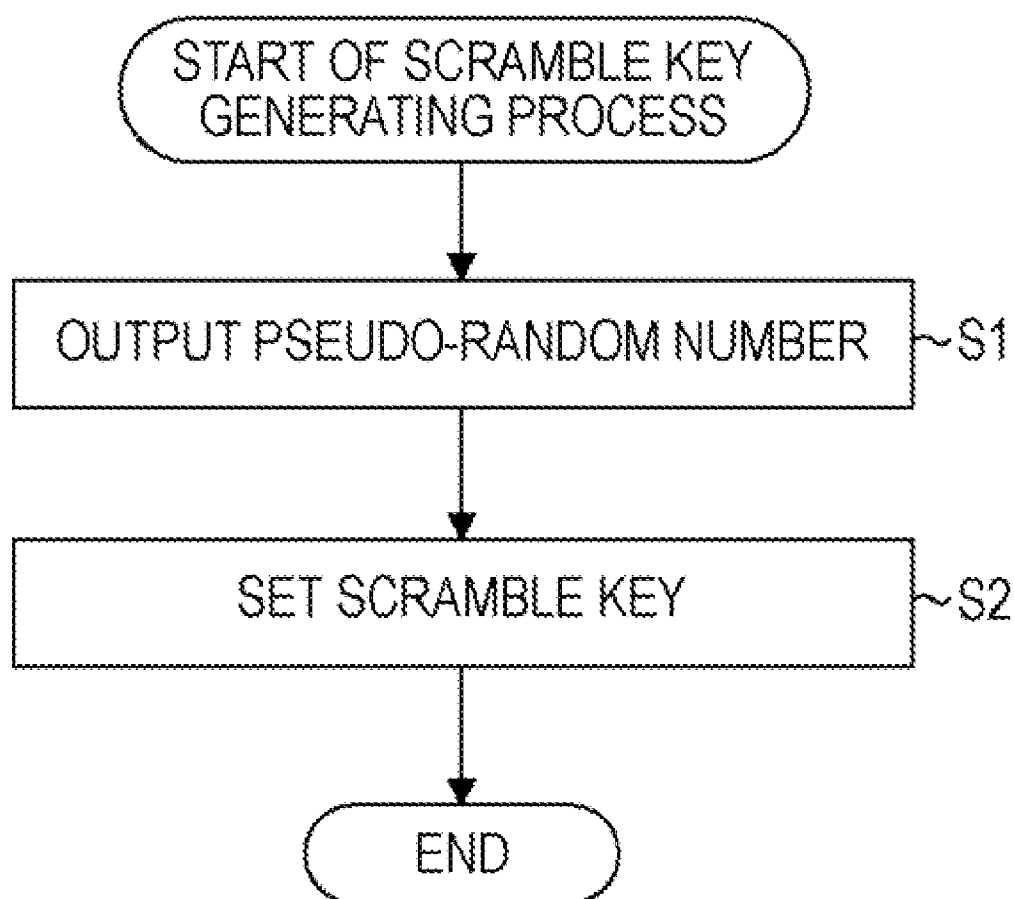 START OF SCRAMBLE KEY
GENERATING PROCESS
OUTPUT PSEUDO-RANDOM NUMBER
~S1
SET SCRAMBLE KEY
~S2
END